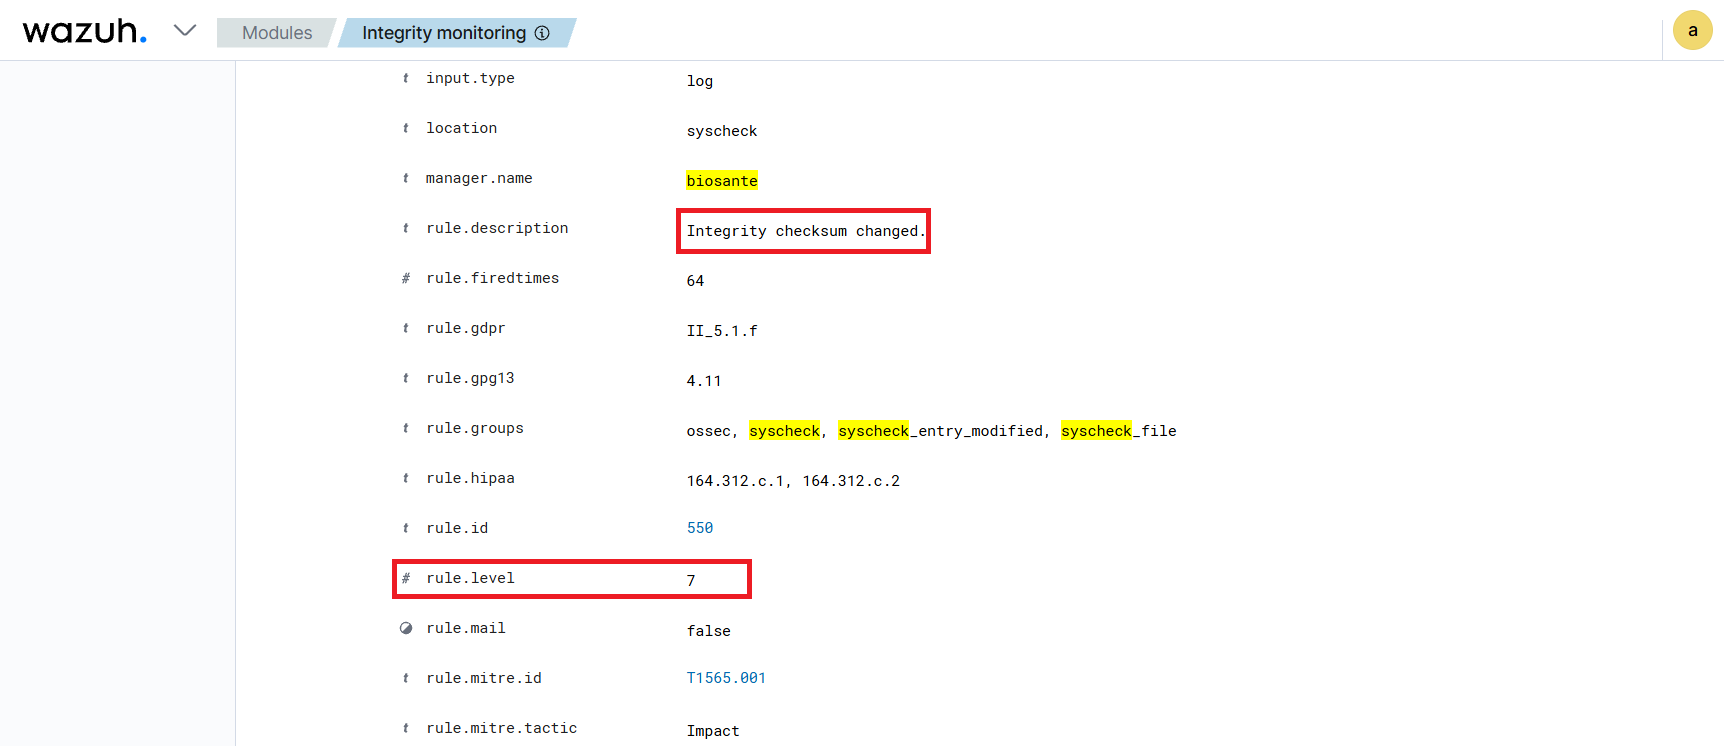 wazuh. Modules Integrity monitoring a
t input.type log
t location syscheck
t manager.name biosante
t rule.description Integrity checksum changed.
# rule.firedtimes 64
t rule.gdpr II_5.1.f
t rule.gpg13 4.11
t rule.groups ossec, syscheck, syscheck_entry_modified, syscheck_file
t rule.hipaa 164.312.c.1, 164.312.c.2
t rule.id 550
# rule.level 7
rule.mail false
t rule.mitre.id T1565.001
t rule.mitre.tactic Impact